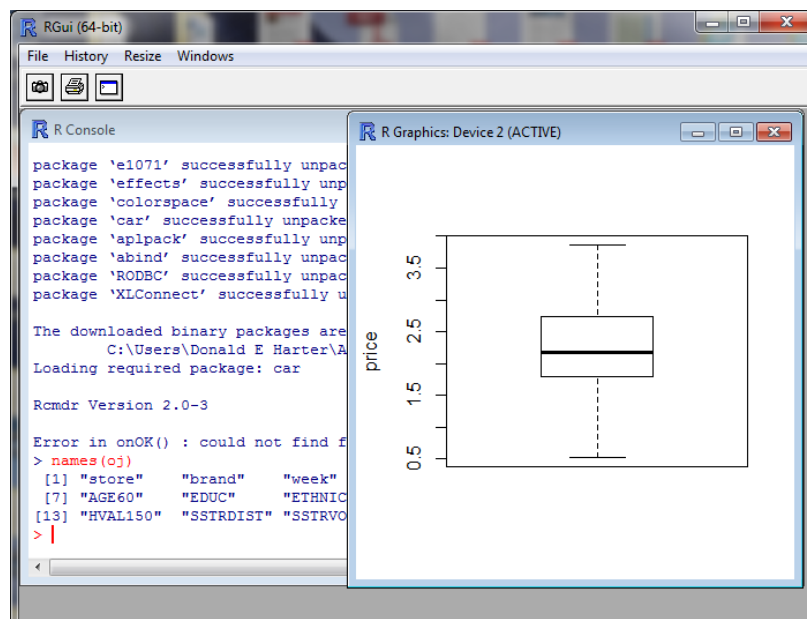 RGui (64-bit)
File History Resize Windows
R Console
package ‘e1071’ successfully unpac
package ‘effects’ successfully unp
package ‘colorspace’ successfully
package ‘car’ successfully unpacke
package ‘aplpack’ successfully unp
package ‘abind’ successfully unpac
package ‘RODBC’ successfully unpac
package ‘XLConnect’ successfully u
The downloaded binary packages are
C:\Users\Donald E Harter\A
Loading required package: car
Rcmdr Version 2.0-3
Error in onOK() : could not find f
> names(oj)
[1] "store" "brand" "week"
[7] "AGE60" "EDUC" "ETHNIC
[13] "HVAL150" "SSTRDIST" "SSTRVO
>
R Graphics: Device 2 (ACTIVE)
price
3.5
2.5
1.5
0.5